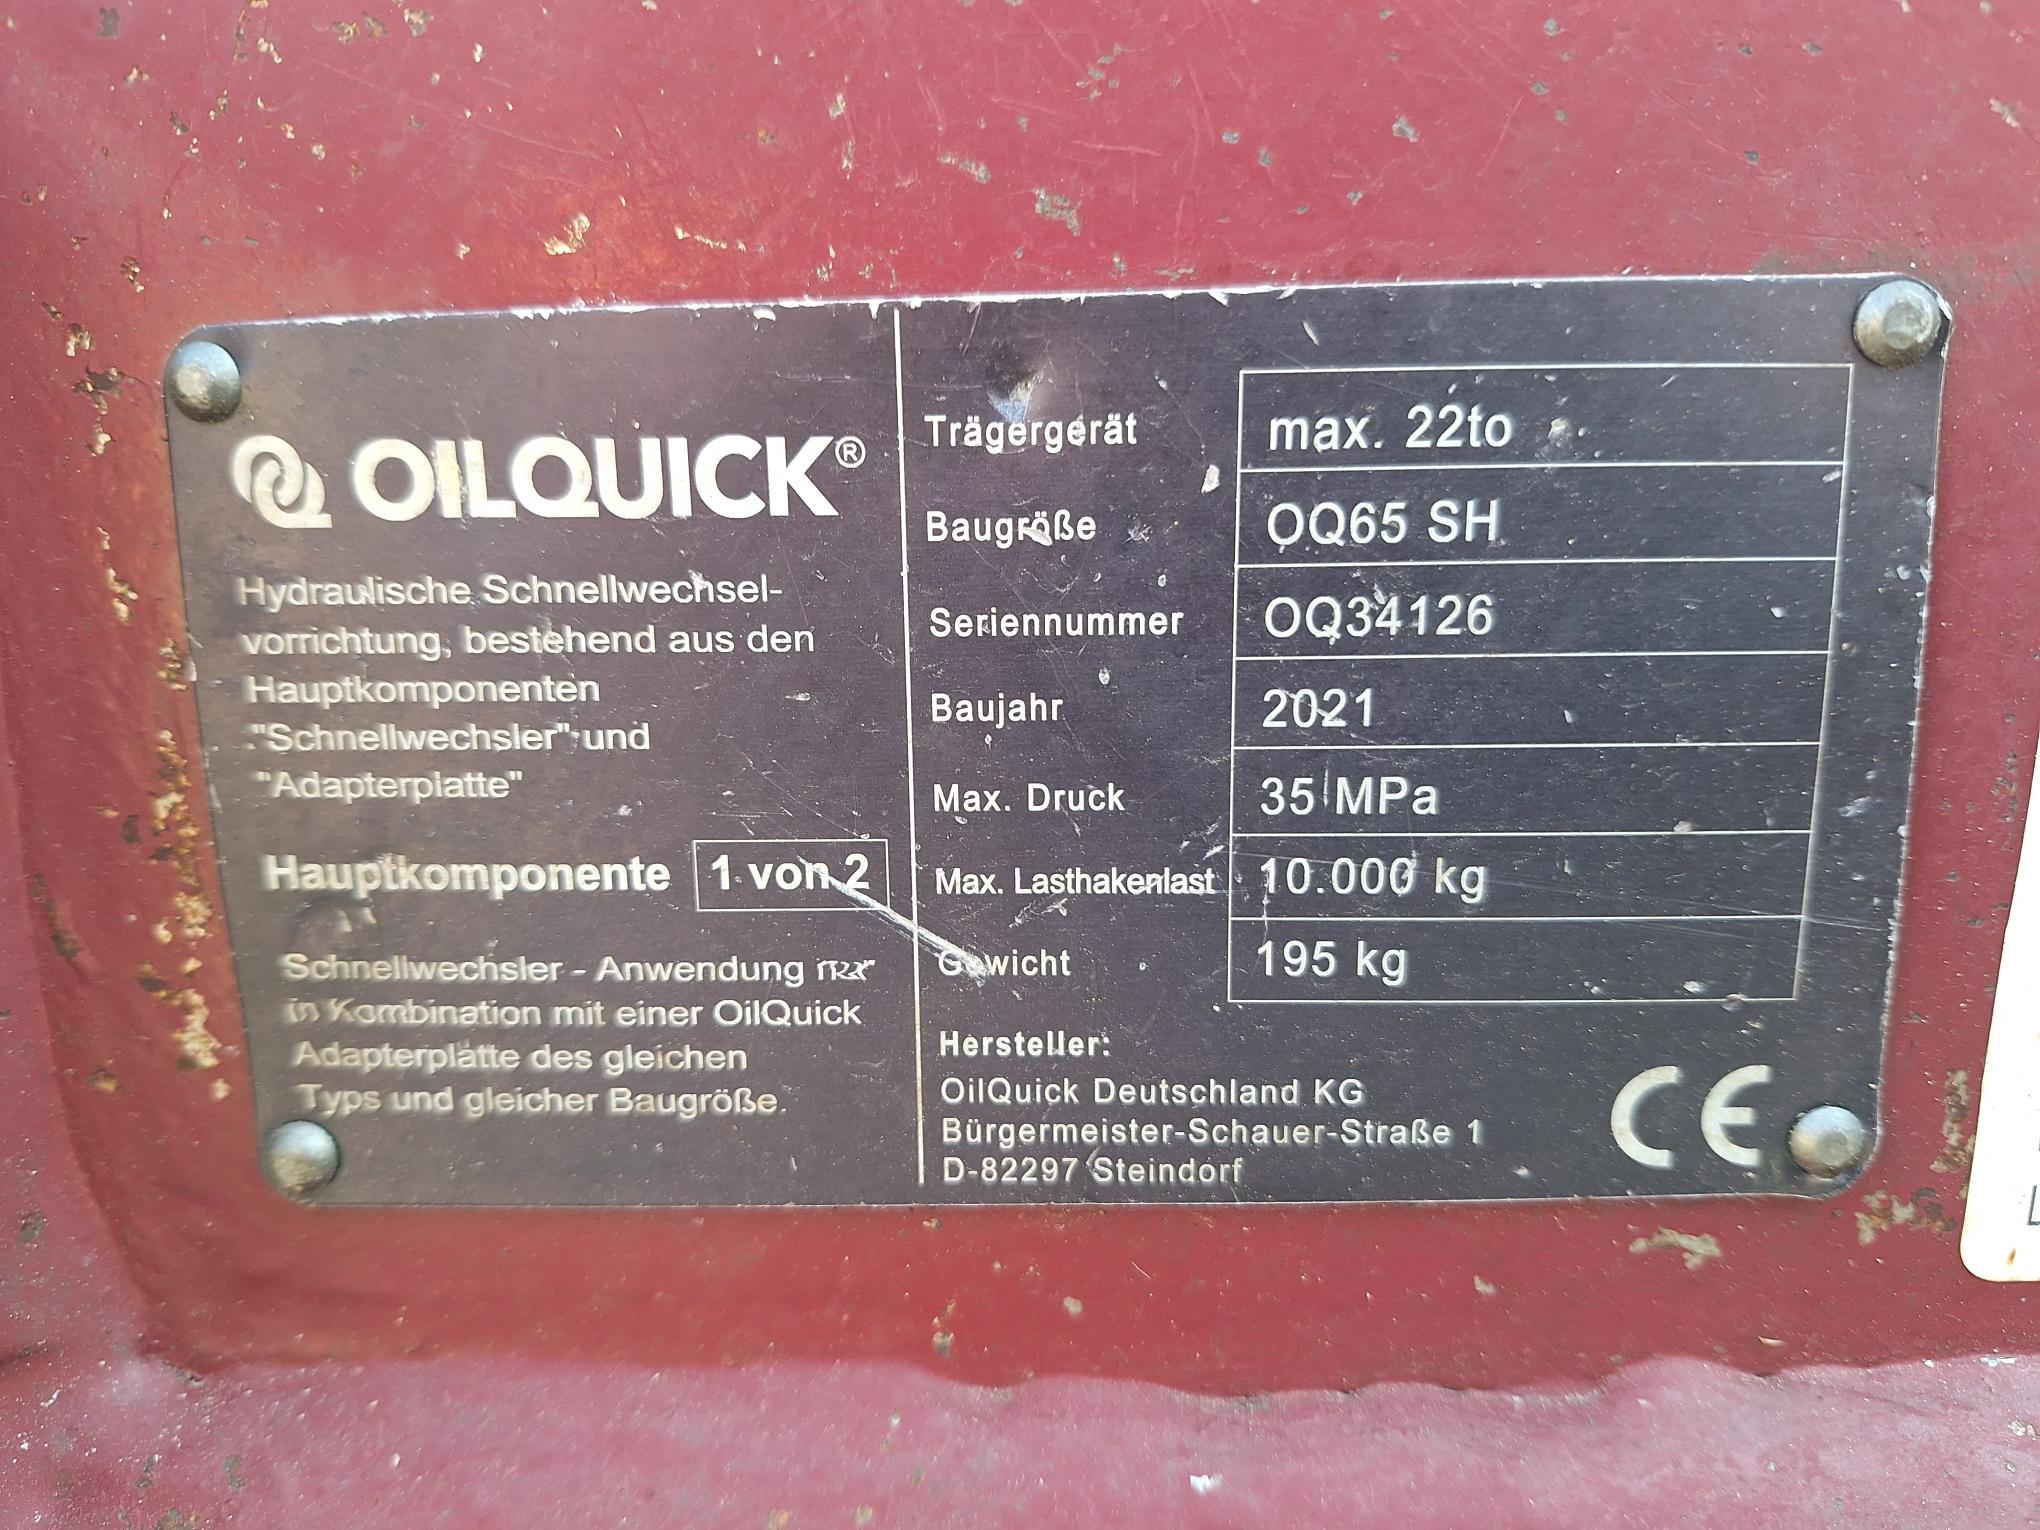 OILQUICK®
Hydraulische Schnellwechsel-
vorrichtung, bestehend aus den
Hauptkomponenten
"Schnellwechsler" und
"Adapterplatte"
Hauptkomponente 1 von 2
Schnellwechsler - Anwendung
in Kombination mit einer OilQuick
Adapterplatte des gleichen
Typs und gleicher Baugröße.
Trägergerät max. 22to
Baugröße OQ65 SH
Seriennummer OQ34126
Baujahr 2021
Max. Druck 35 MPa
Max. Lasthakenlast 10.000 kg
Gewicht 195 kg
Hersteller:
OilQuick Deutschland KG
Bürgermeister-Schauer-Straße 1
D-82297 Steindorf
CE